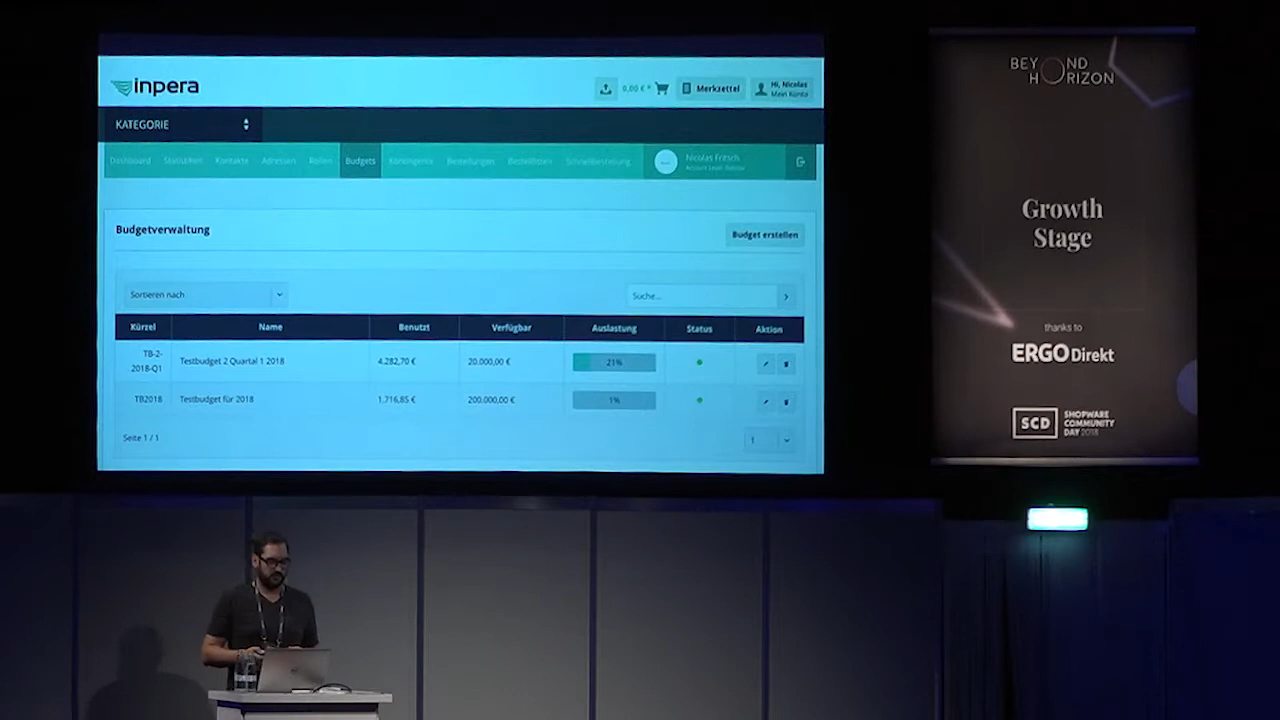 inpera
0,00 € *
Merkzettel
Hi, Nicolas
Mein Konto
KATEGORIE
Dashboard Statistiken Kontakte Adressen Rollen Budgets Kontingente Bestellungen Bestelllisten Schnellbestellung
Nicolas Fritsch
Budgetverwaltung
Budget erstellen
Sortieren nach
Suche...
Kürzel Name Benutzt Verfügbar Auslastung Status Aktion
TB-2-
2018-Q1
Testbudget 2 Quartal 1 2018 4.282,70 € 20.000,00 € 21%
TB2018 Testbudget für 2018 1.716,85 € 200.000,00 € 1%
Seite 1 / 1
1
BEYOND
HORIZON
Growth
Stage
thanks to
ERGO Direkt
SCD
SHOPWARE
COMMUNITY
DAY 2018